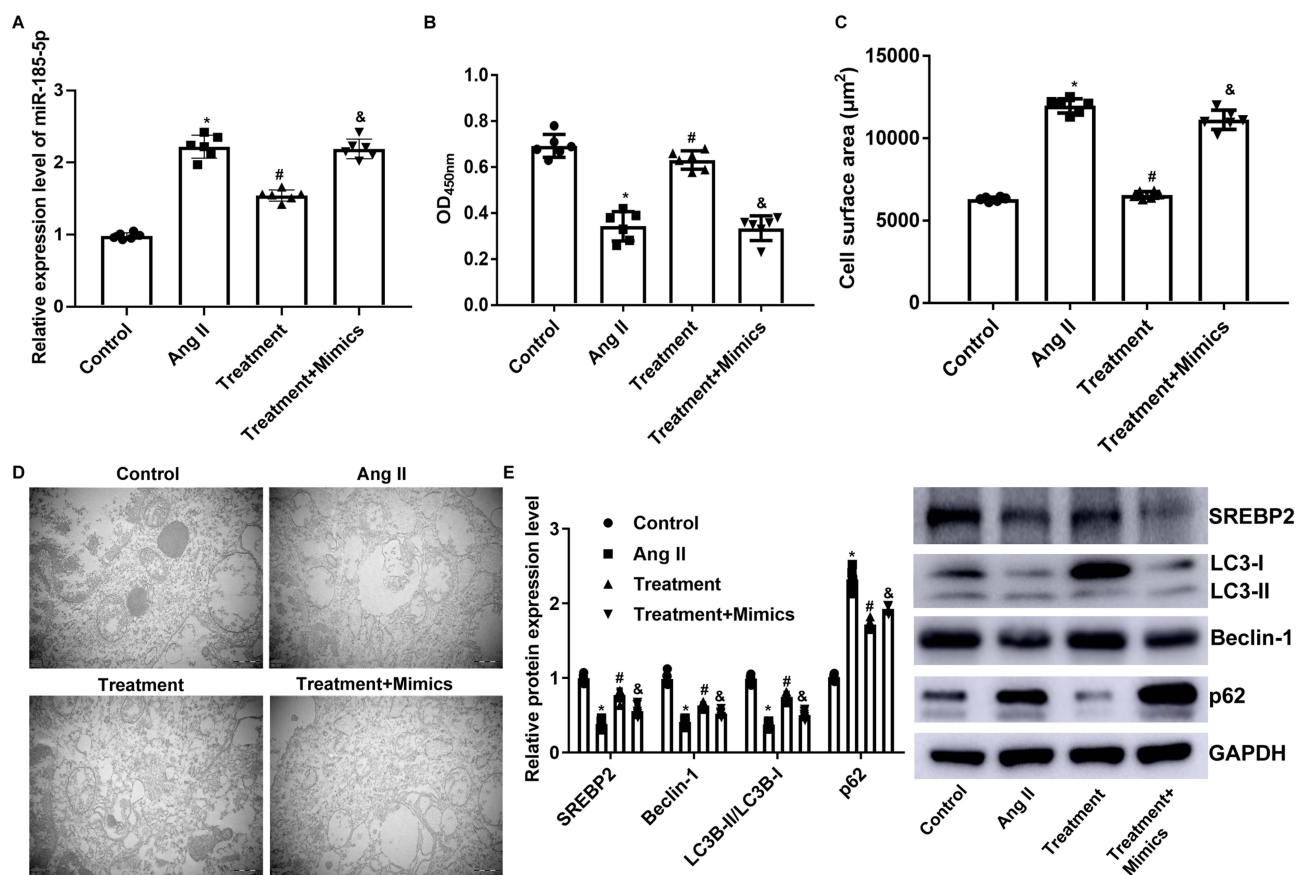 A
Relative expression level of miR-185-5p
3
2
1
0
*
#
&
Control
Ang II
Treatment
Treatment+Mimics
B
OD450nm
1.0
0.8
0.6
0.4
0.2
0.0
*
#
&
Control
Ang II
Treatment
Treatment+Mimics
C
Cell surface area (µm²)
15000
10000
5000
0
*
#
&
Control
Ang II
Treatment
Treatment+Mimics
D
Control
Ang II
Treatment
Treatment+Mimics
E
Relative protein expression level
3
2
1
0
Control
Ang II
Treatment
Treatment+Mimics
* # &
* # &
* # &
* # &
SREBP2
Beclin-1
LC3B-II/LC3B-I
p62
SREBP2
LC3-I
LC3-II
Beclin-1
p62
GAPDH
Control
Ang II
Treatment
Treatment+
Mimics